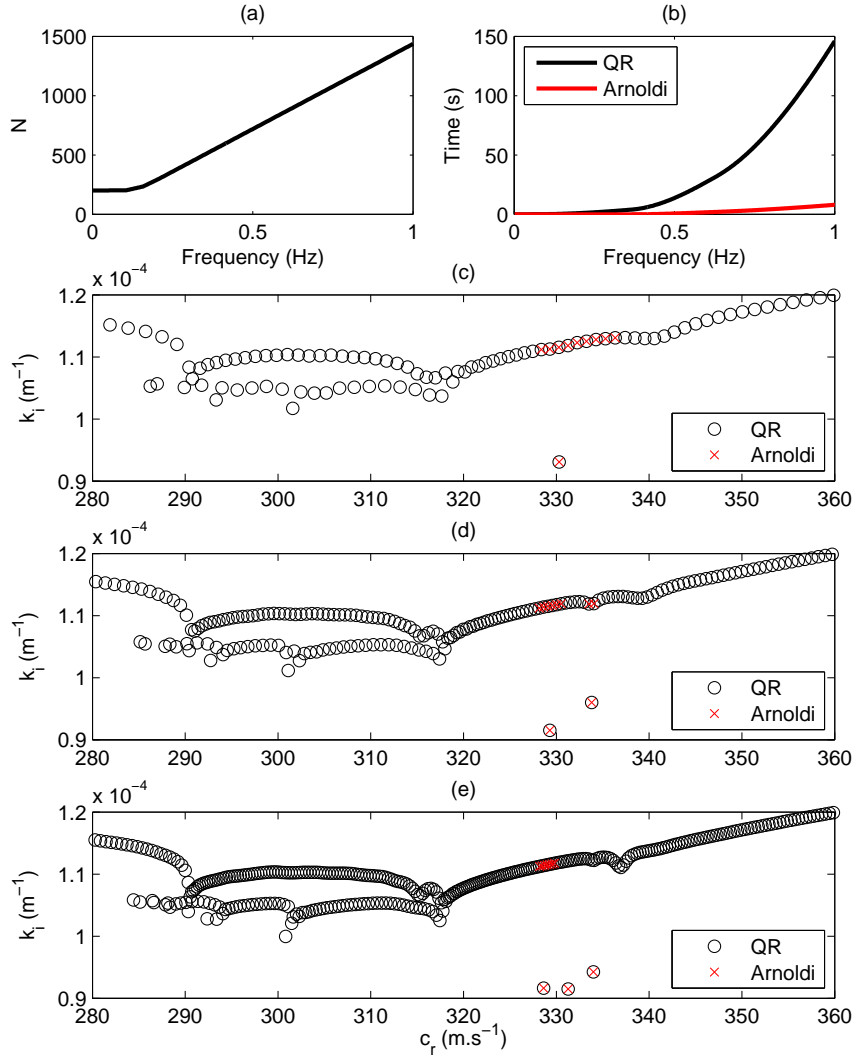 (a)
1500
1000
500
0
N
0
0.5
1
Frequency (Hz)
(b)
150
100
50
0
Time (s)
QR
Arnoldi
0
0.5
1
Frequency (Hz)
(c)
x 10⁻⁴
1.2
1.1
1
0.9
kᵢ (m⁻¹)
QR
Arnoldi
280 290 300 310 320 330 340 350 360
(d)
x 10⁻⁴
1.2
1.1
1
0.9
kᵢ (m⁻¹)
QR
Arnoldi
280 290 300 310 320 330 340 350 360
(e)
x 10⁻⁴
1.2
1.1
1
0.9
kᵢ (m⁻¹)
QR
Arnoldi
280 290 300 310 320 330 340 350 360
cᵣ (m.s⁻¹)